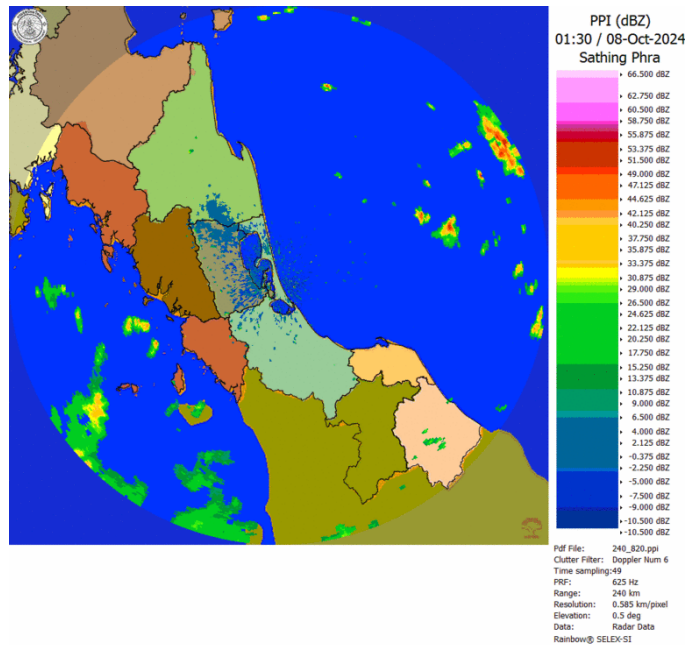 PPI (dBZ)
01:30 / 08-Oct-2024
Sathing Phra
66.500 dBZ
62.750 dBZ
60.500 dBZ
58.750 dBZ
55.875 dBZ
53.375 dBZ
51.500 dBZ
49.000 dBZ
47.125 dBZ
44.625 dBZ
42.125 dBZ
40.250 dBZ
37.750 dBZ
35.875 dBZ
33.375 dBZ
30.875 dBZ
29.000 dBZ
26.500 dBZ
24.625 dBZ
22.125 dBZ
20.250 dBZ
17.750 dBZ
15.250 dBZ
13.375 dBZ
10.875 dBZ
9.000 dBZ
6.500 dBZ
4.000 dBZ
2.125 dBZ
-0.375 dBZ
-2.250 dBZ
-5.000 dBZ
-7.500 dBZ
-9.000 dBZ
-10.500 dBZ
-10.500 dBZ
Pdf File: 240_820.ppi
Clutter Filter: Doppler Num 6
Time sampling:49
PRF: 625 Hz
Range: 240 km
Resolution: 0.585 km/pixel
Elevation: 0.5 deg
Data: Radar Data
Rainbow® SELEX-SI